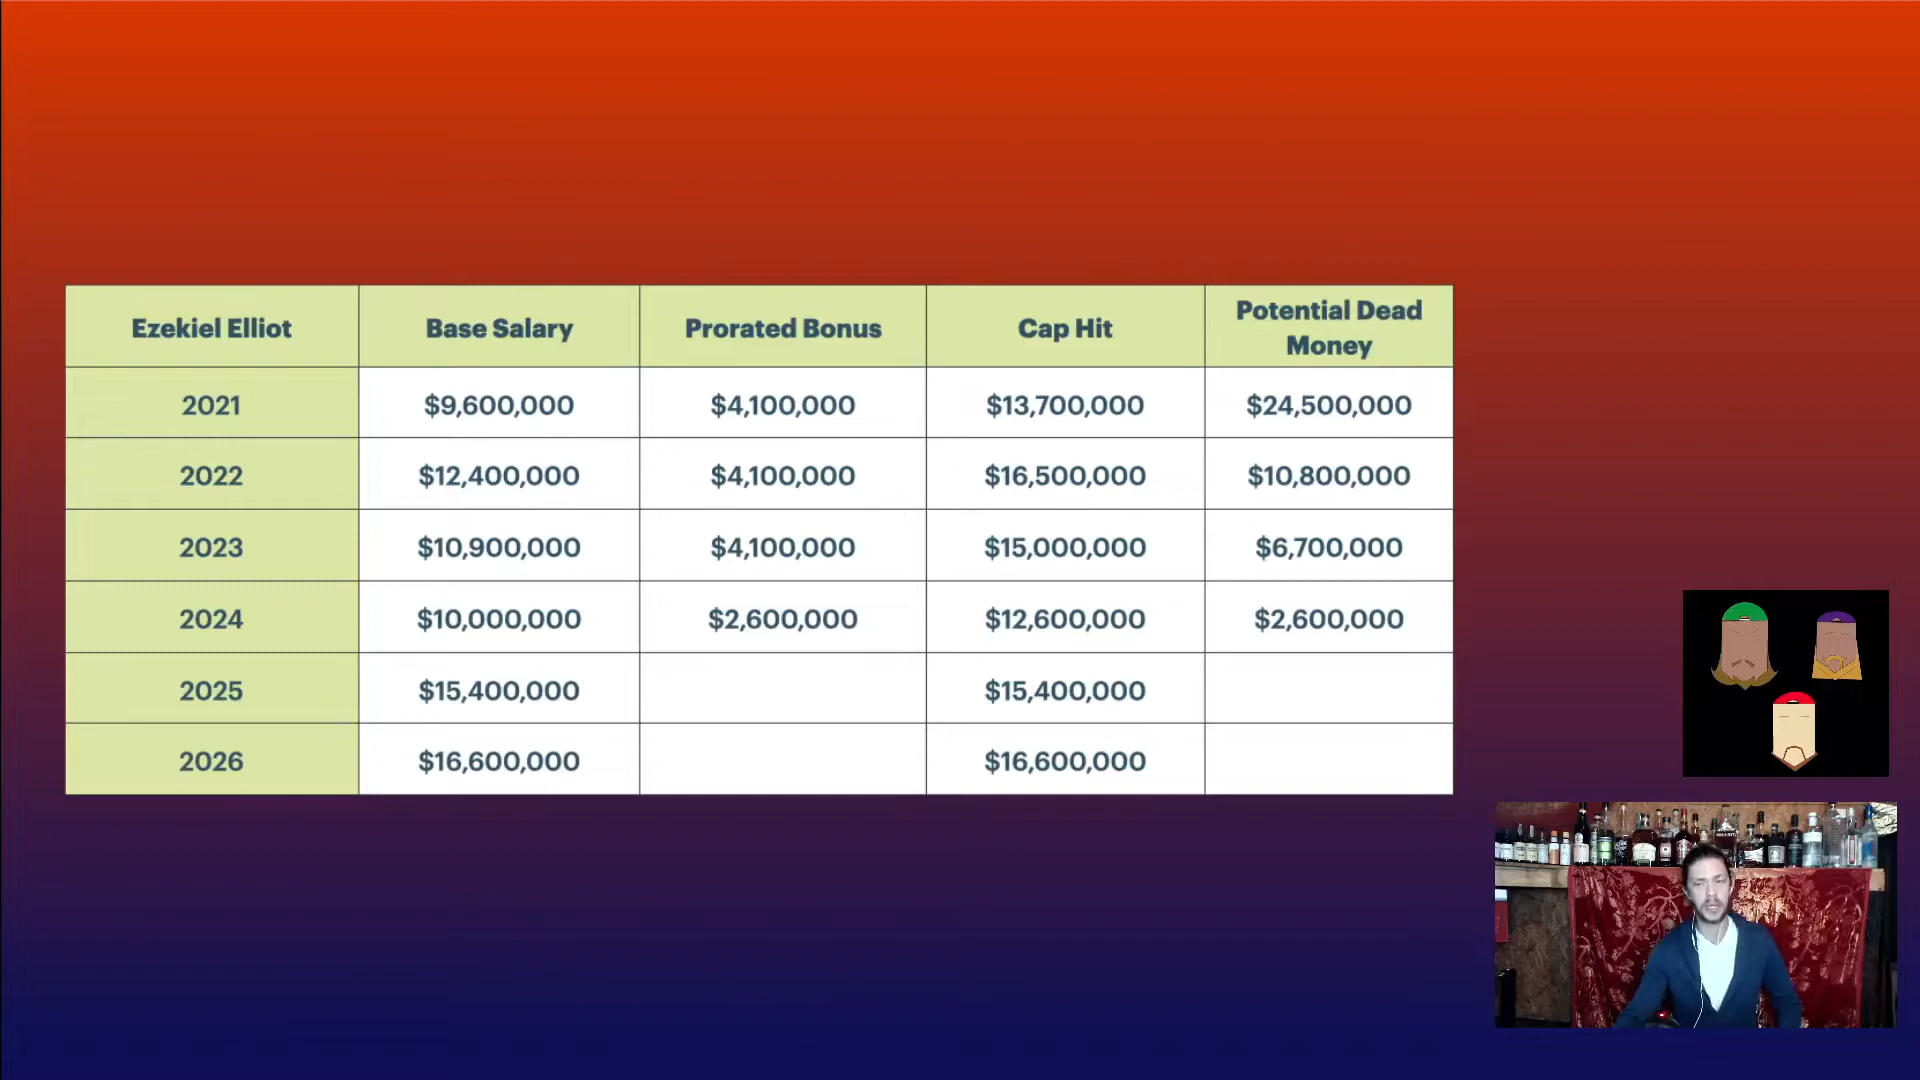 Ezekiel Elliot Base Salary Prorated Bonus Cap Hit Potential Dead Money
2021 $9,600,000 $4,100,000 $13,700,000 $24,500,000
2022 $12,400,000 $4,100,000 $16,500,000 $10,800,000
2023 $10,900,000 $4,100,000 $15,000,000 $6,700,000
2024 $10,000,000 $2,600,000 $12,600,000 $2,600,000
2025 $15,400,000 $15,400,000
2026 $16,600,000 $16,600,000